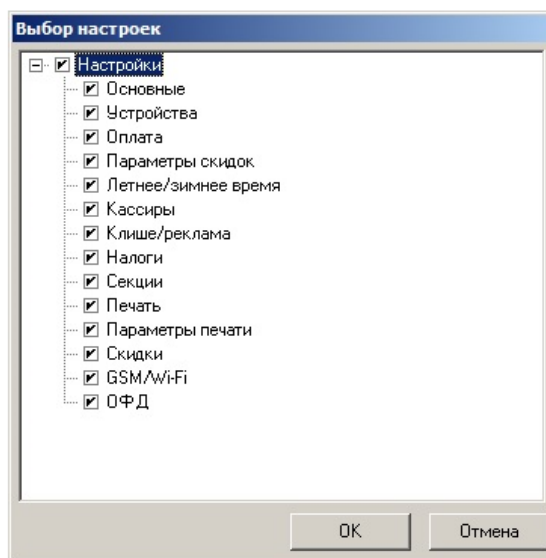 Выбор настроек
Настройки
Основные
Устройства
Оплата
Параметры скидок
Летнее/зимнее время
Кассиры
Клише/реклама
Налоги
Секции
Печать
Параметры печати
Скидки
GSM/Wi-Fi
ОФД
OK Отмена